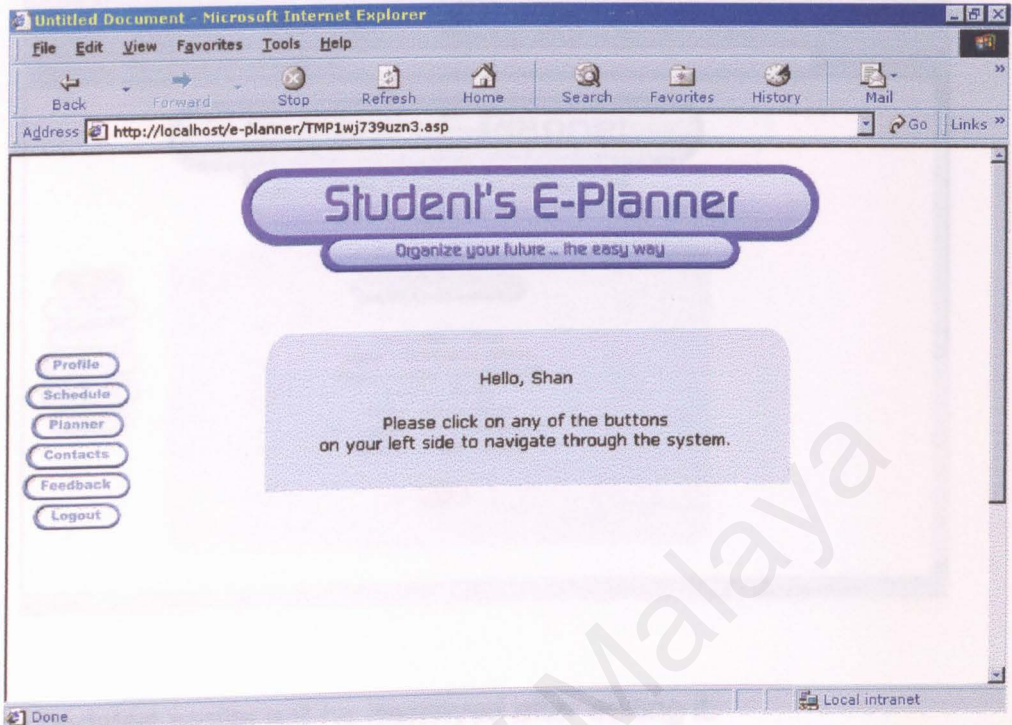 Untitled Document - Microsoft Internet Explorer
File Edit View Favorites Tools Help
Back Forward Stop Refresh Home Search Favorites History Mail »
Address http://localhost/e-planner/TMP1wj739uzn3.asp Go Links »
Student's E-Planner
Organize your future ... the easy way
Hello, Shan
Please click on any of the buttons
on your left side to navigate through the system.
Profile
Schedule
Planner
Contacts
Feedback
Logout
Malaya
Done Local intranet